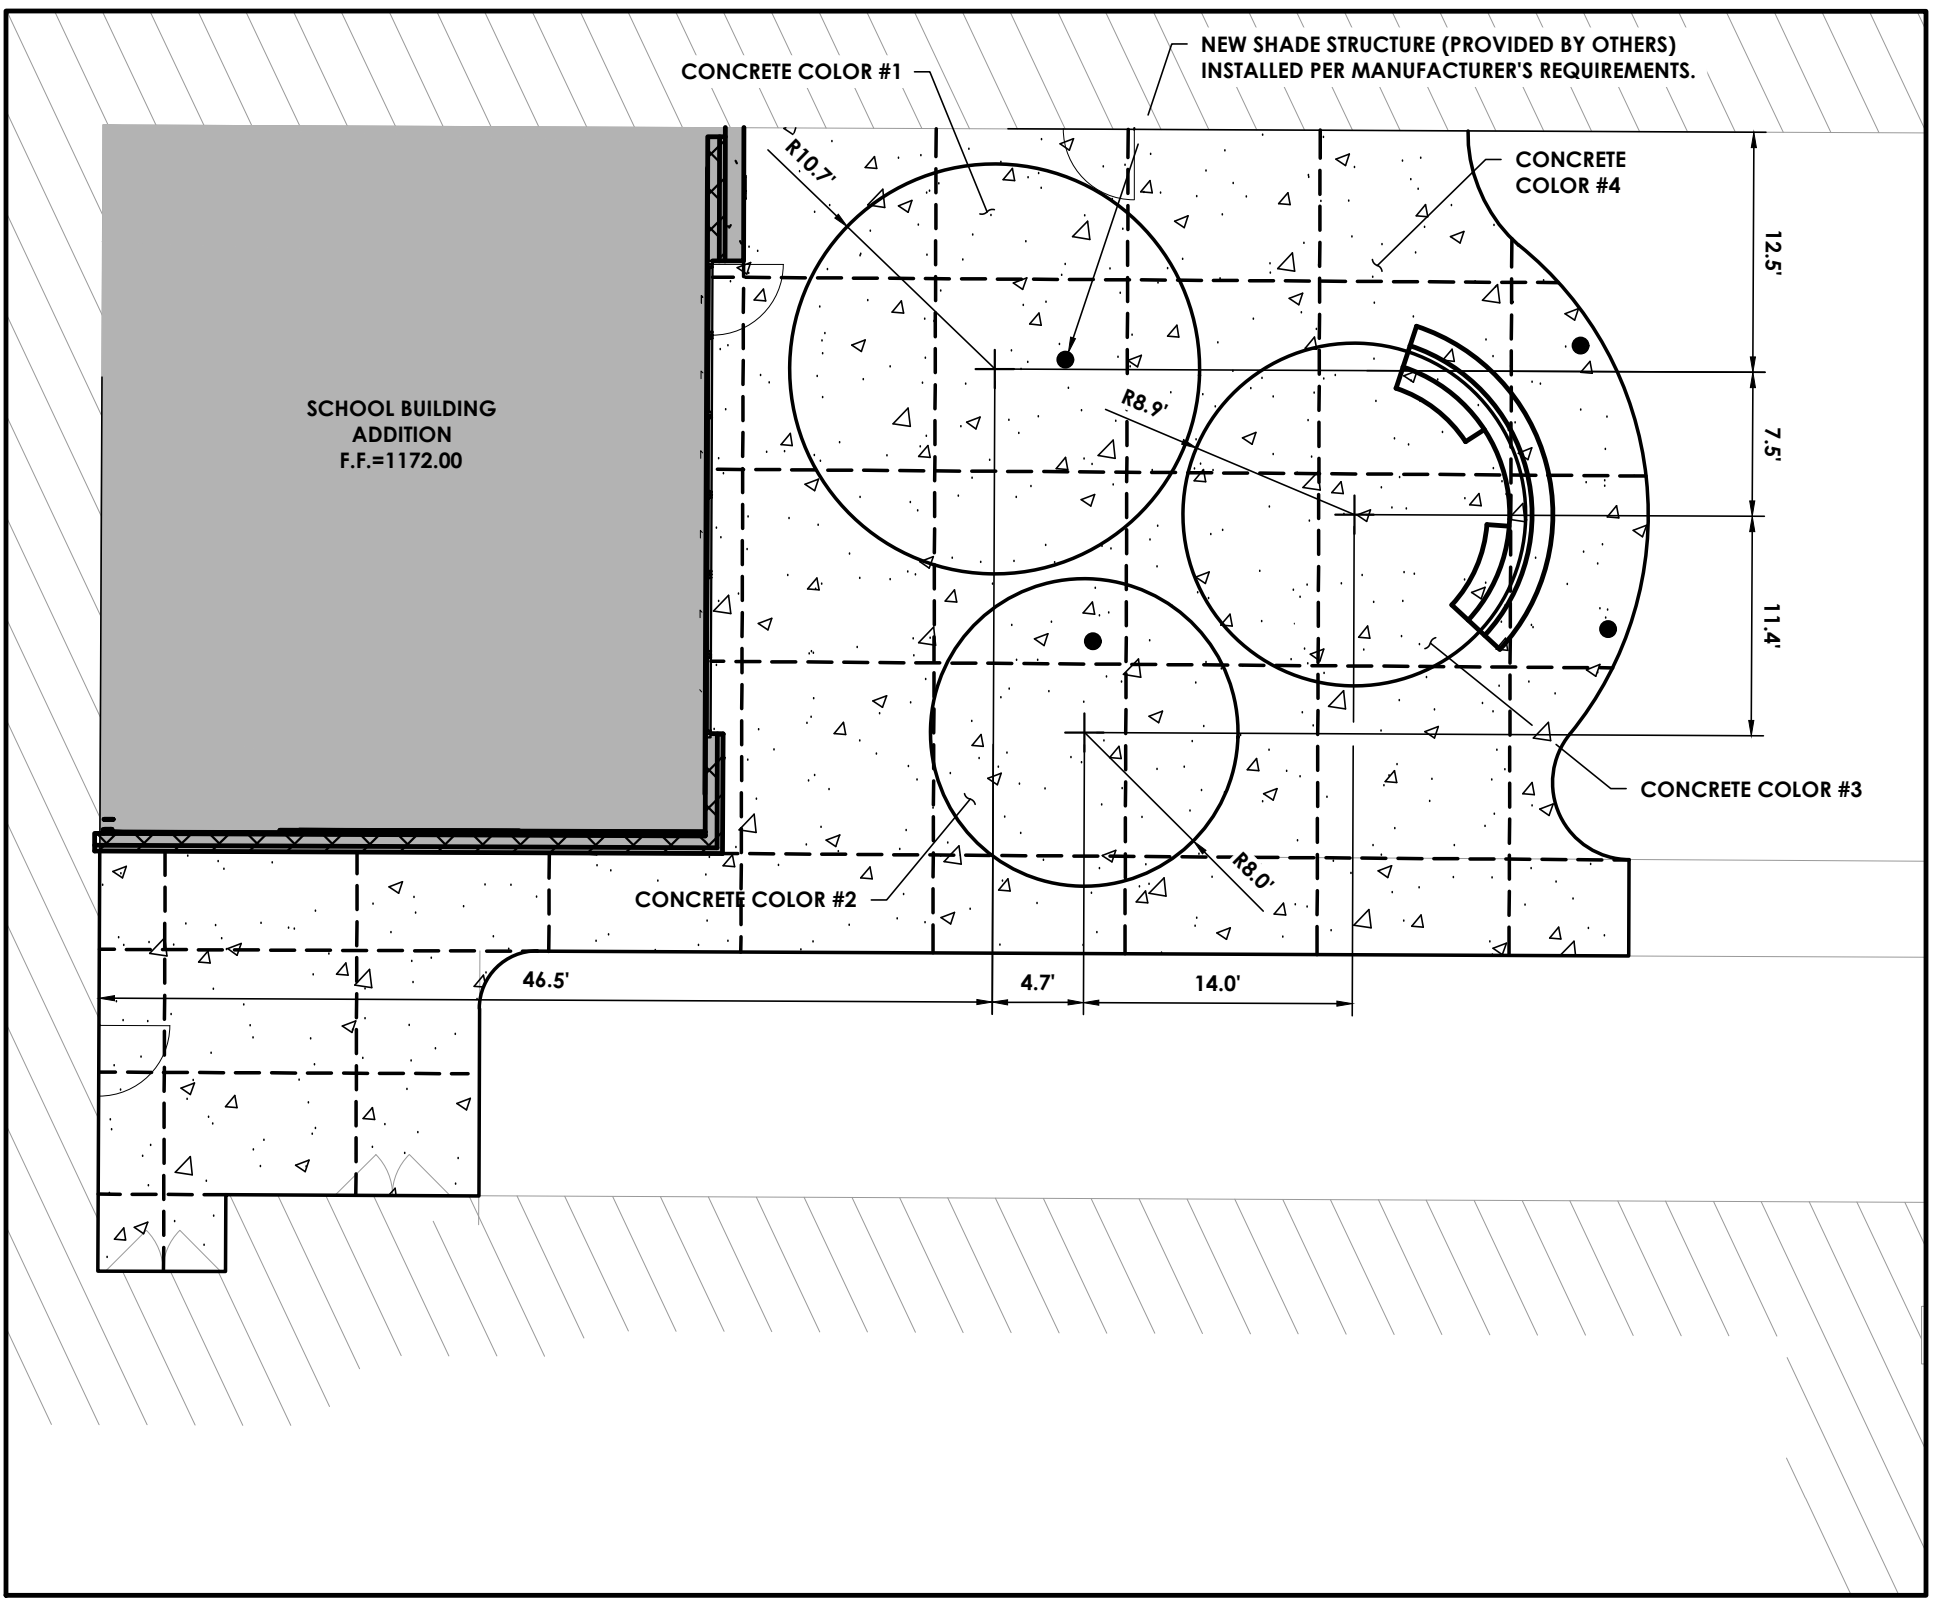 NEW SHADE STRUCTURE (PROVIDED BY OTHERS)
INSTALLED PER MANUFACTURER'S REQUIREMENTS.
CONCRETE COLOR #1
R10.7'
CONCRETE
COLOR #4
12.5'
SCHOOL BUILDING
ADDITION
F.F.=1172.00
R8.9'
7.5'
11.4'
CONCRETE COLOR #3
R8.0'
CONCRETE COLOR #2
46.5'
4.7'
14.0'